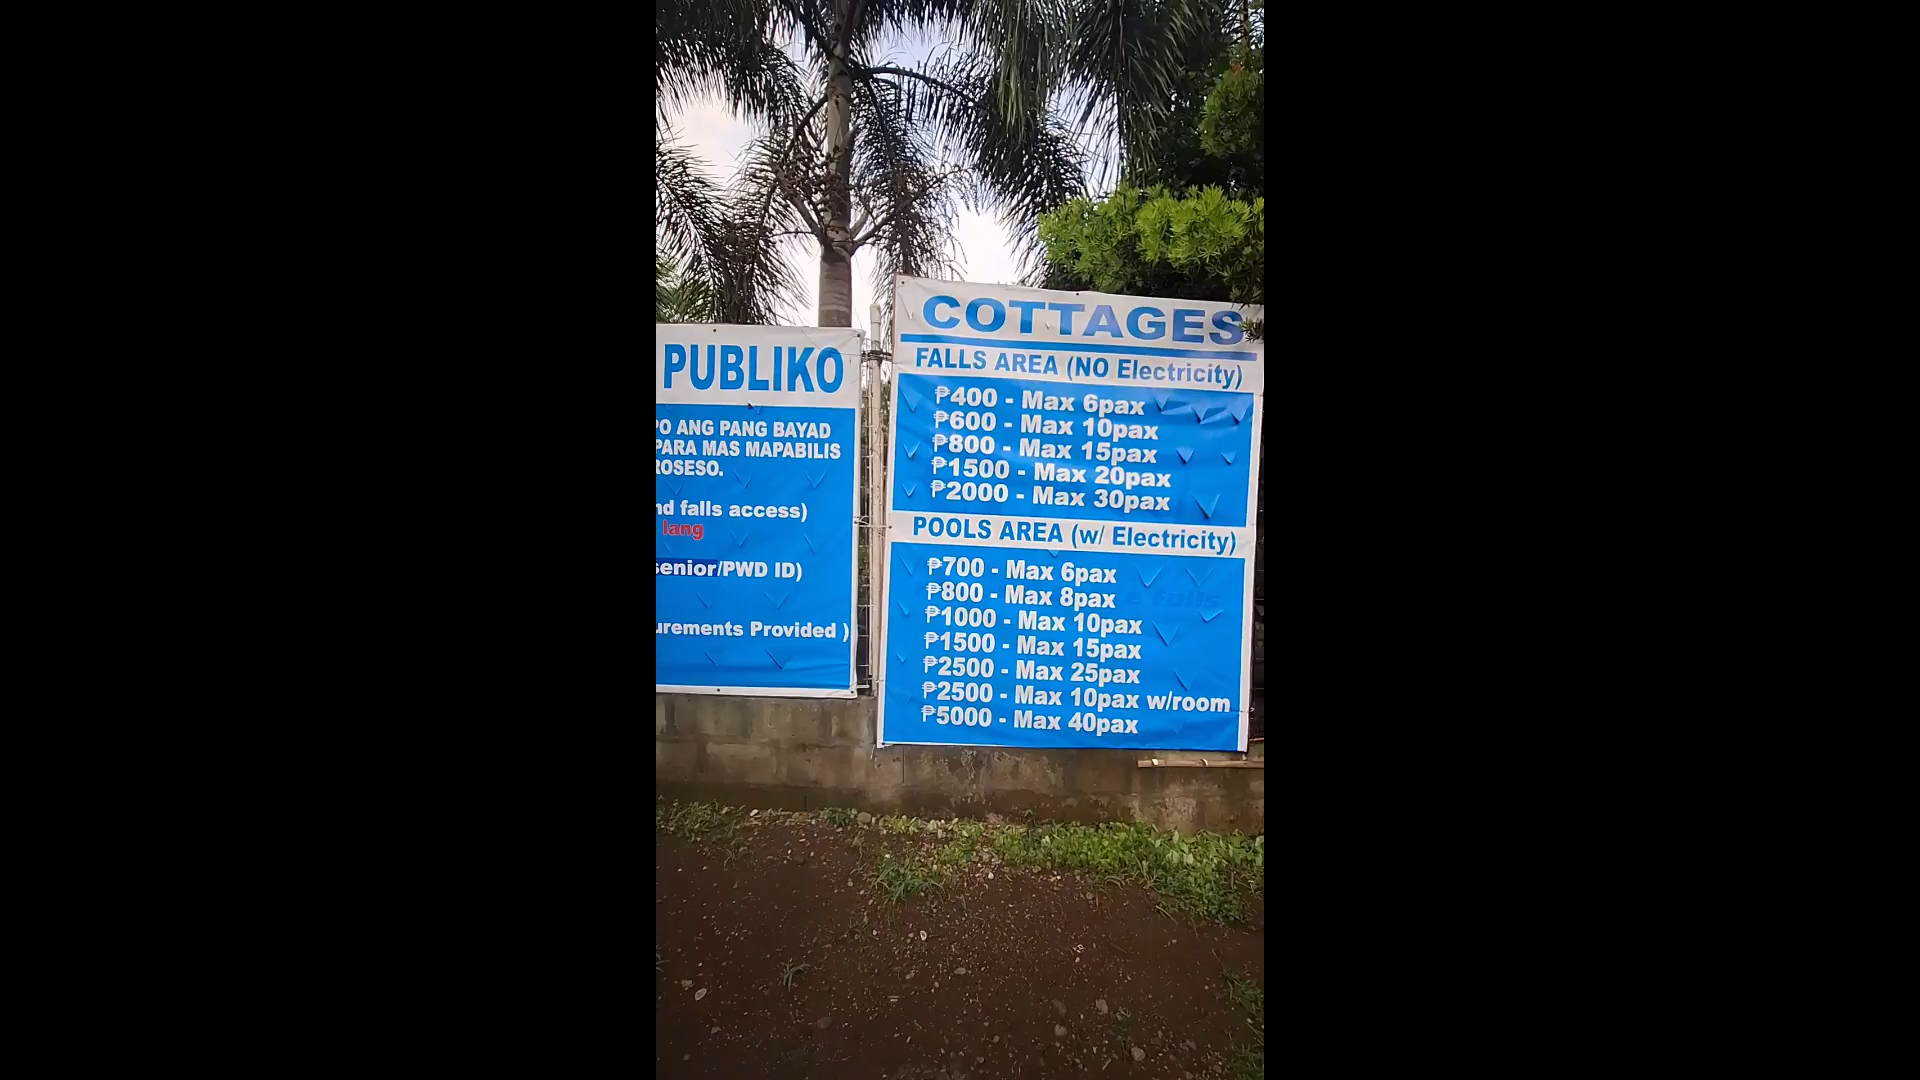 PUBLIKO
PO ANG PANG BAYAD
PARA MAS MAPABILIS
ROSESO.
nd falls access)
lang
senior/PWD ID)
urements Provided )
COTTAGES
FALLS AREA (NO Electricity)
₱400 - Max 6pax
₱600 - Max 10pax
₱800 - Max 15pax
₱1500 - Max 20pax
₱2000 - Max 30pax
POOLS AREA (w/ Electricity)
₱700 - Max 6pax
₱800 - Max 8pax
₱1000 - Max 10pax
₱1500 - Max 15pax
₱2500 - Max 25pax
₱2500 - Max 10pax w/room
₱5000 - Max 40pax